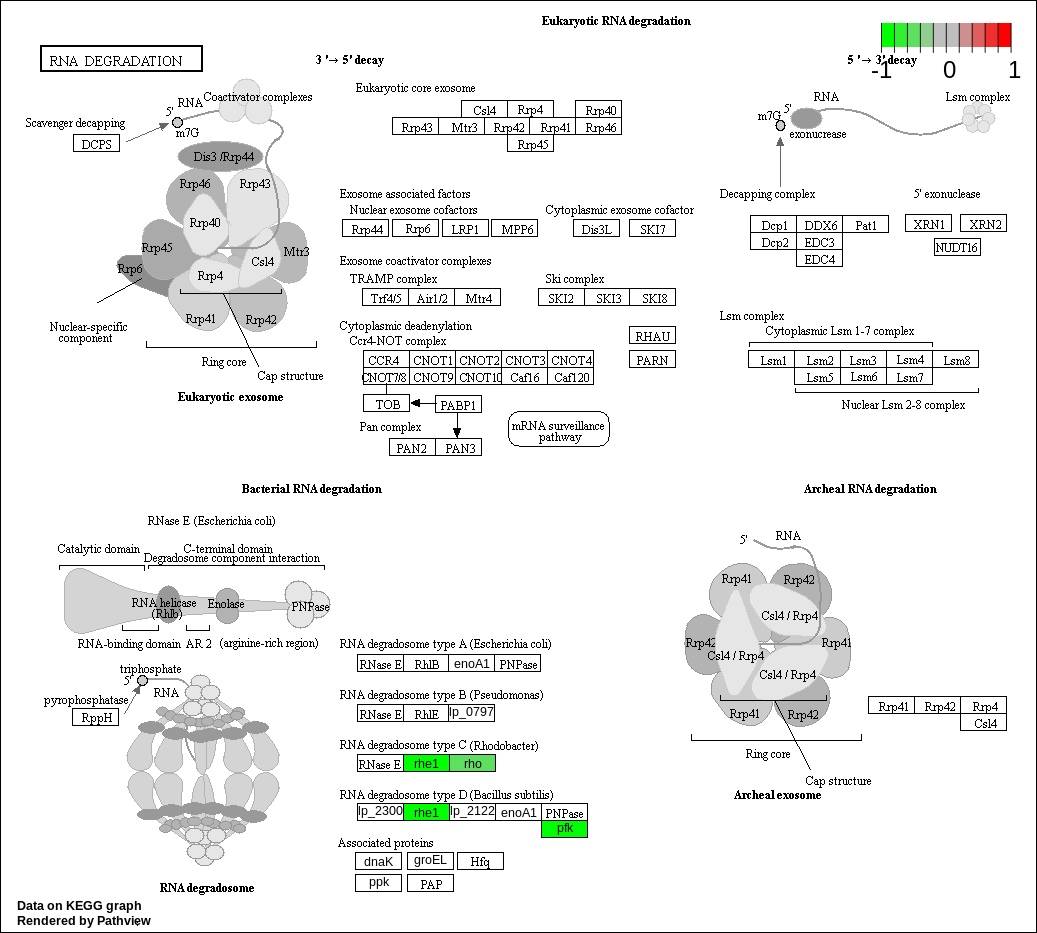 Eukaryotic RNA degradation
RNA DEGRADATION
3 '→ 5' decay
5 '→ 3' decay
-1 0 1
Eukaryotic core exosome
Csl4 Rrp4 Rrp40
Rrp43 Mtr3 Rrp42 Rrp41 Rrp46
Rrp45
Coactivator complexes
RNA
5'
m7G
Scavenger decapping
DCPS
Dis3 /Rrp44
Rrp46 Rrp43
Rrp40
Rrp45 Csl4 Mtr3
Rrp6 Rrp4
Rrp41 Rrp42
Nuclear-specific
component
Ring core
Cap structure
Eukaryotic exosome
Exosome associated factors
Nuclear exosome cofactors
Rrp44 Rrp6 LRP1 MPP6
Cytoplasmic exosome cofactor
Dis3L SKI7
Exosome coactivator complexes
TRAMP complex
Trf4/5 Air1/2 Mtr4
Ski complex
SKI2 SKI3 SKI8
Cytoplasmic deadenylation
Ccr4-NOT complex
CCR4 CNOT1 CNOT2 CNOT3 CNOT4
CNOT7/8 CNOT9 CNOT10 Caf16 Caf120
RHAU
PARN
TOB PABP1
Pan complex
PAN2 PAN3
mRNA surveillance
pathway
RNA
5'
m7G
exonucrease
Lsm complex
Decapping complex
Dcp1 DDX6 Pat1
Dcp2 EDC3
EDC4
5' exonuclease
XRN1 XRN2
NUDT16
Lsm complex
Cytoplasmic Lsm 1-7 complex
Lsm1 Lsm2 Lsm3 Lsm4 Lsm8
Lsm5 Lsm6 Lsm7
Nuclear Lsm 2-8 complex
Bacterial RNA degradation
RNase E (Escherichia coli)
Catalytic domain
C-terminal domain
Degradosome component interaction
RNA helicase
(Rhlb)
Enolase
PNPase
RNA-binding domain AR 2 (arginine-rich region)
triphosphate
5'
RNA
pyrophosphatase
RppH
RNA degradosome
RNA degradosome type A (Escherichia coli)
RNase E RhlB enoA1 PNPase
RNA degradosome type B (Pseudomonas)
RNase E RhlE lp_0797
RNA degradosome type C (Rhodobacter)
RNase E rhe1 rho
RNA degradosome type D (Bacillus subtilis)
lp_2300 rhe1 lp_2122 enoA1 PNPase
pfk
Associated proteins
dnaK groEL Hfq
ppk PAP
Archeal RNA degradation
5' RNA
Rrp41 Rrp42
Csl4 / Rrp4
Rrp42 Rrp41
Csl4 / Rrp4
Csl4 / Rrp4
Rrp41 Rrp42
Ring core
Cap structure
Archeal exosome
Rrp41 Rrp42 Rrp4
Csl4
Data on KEGG graph
Rendered by Pathview